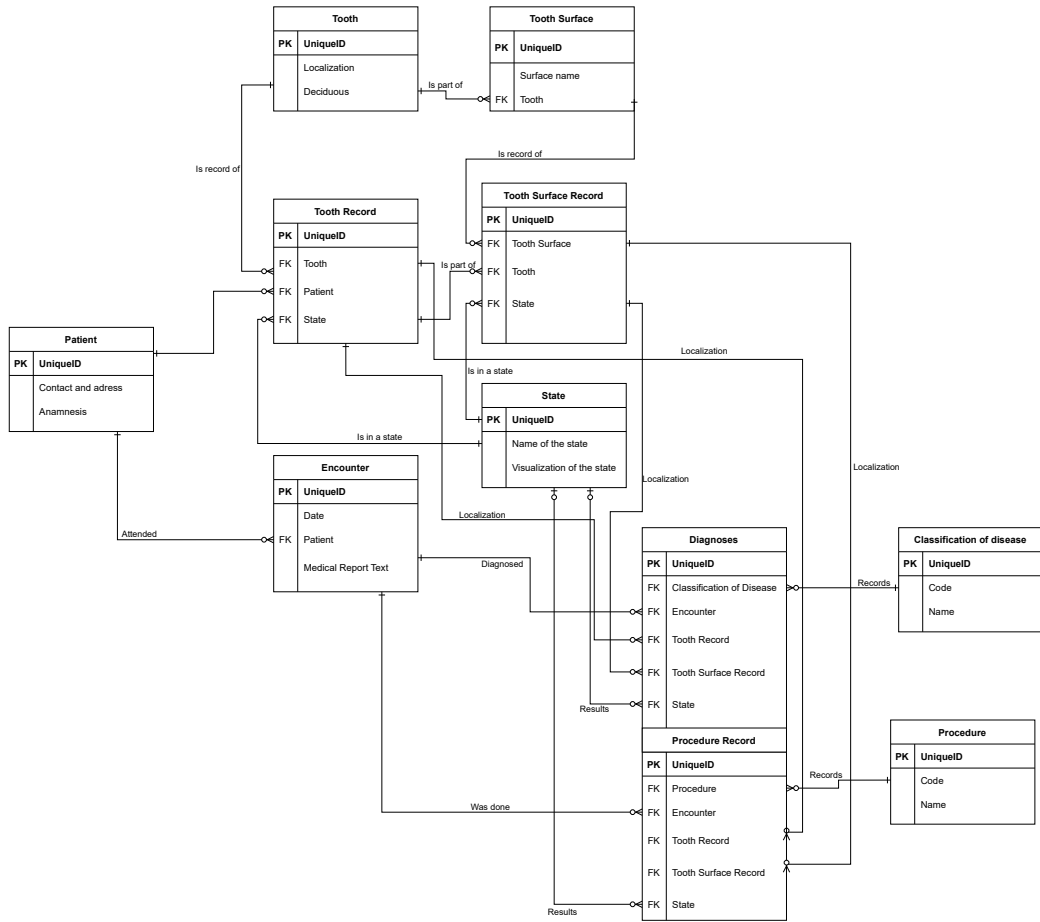 Tooth
PK UniqueID
Localization
Deciduous
Tooth Surface
PK UniqueID
Surface name
FK Tooth
Is part of
Is record of
Is record of
Tooth Record
PK UniqueID
FK Tooth
FK Patient
FK State
Tooth Surface Record
PK UniqueID
FK Tooth Surface
FK Tooth
FK State
Is part of
Patient
PK UniqueID
Contact and adress
Anamnesis
Localization
Is in a state
State
PK UniqueID
Name of the state
Visualization of the state
Is in a state
Encounter
PK UniqueID
Date
FK Patient
Medical Report Text
Attended
Localization
Localization
Localization
Diagnosed
Diagnoses
PK UniqueID
FK Classification of Disease
FK Encounter
FK Tooth Record
FK Tooth Surface Record
FK State
Records
Classification of disease
PK UniqueID
Code
Name
Results
Procedure Record
PK UniqueID
FK Procedure
FK Encounter
FK Tooth Record
FK Tooth Surface Record
FK State
Records
Procedure
PK UniqueID
Code
Name
Was done
Results